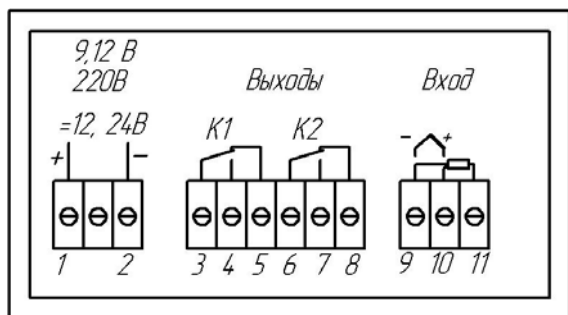 9,12 В
220В
=12, 24В
+ −
1 2
Выходы
К1 К2
3 4 5 6 7 8
Вход
− +
9 10 11